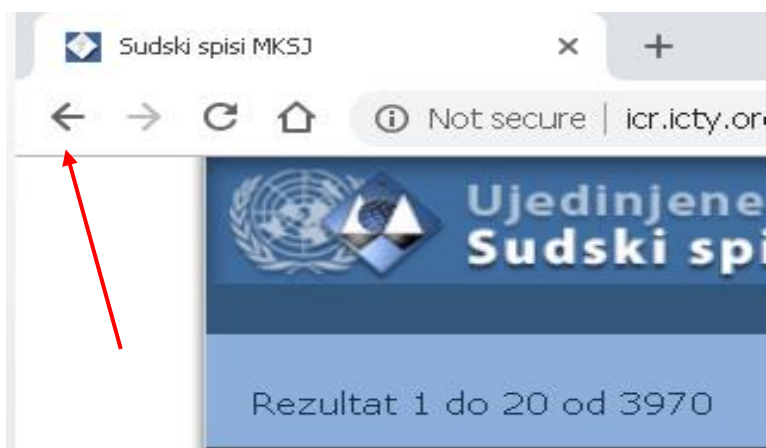 Sudski spisi MKSJ
Not secure | icr.icty.or
Ujedinjene
Sudski spi
Rezultat 1 do 20 od 3970